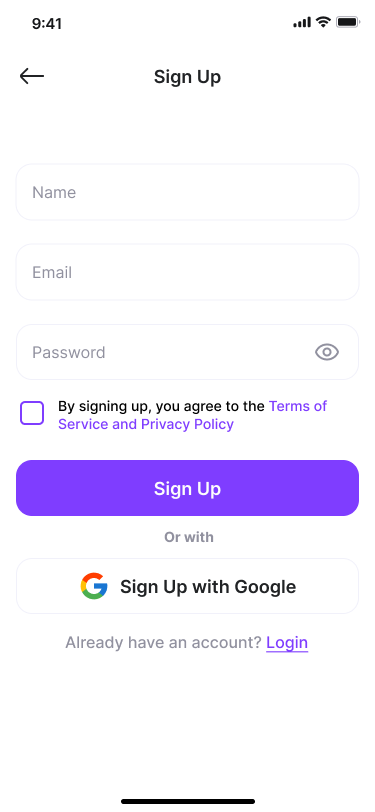 9:41
Sign Up
Name
Email
Password
By signing up, you agree to the Terms of
Service and Privacy Policy
Sign Up
Or with
Sign Up with Google
Already have an account? Login